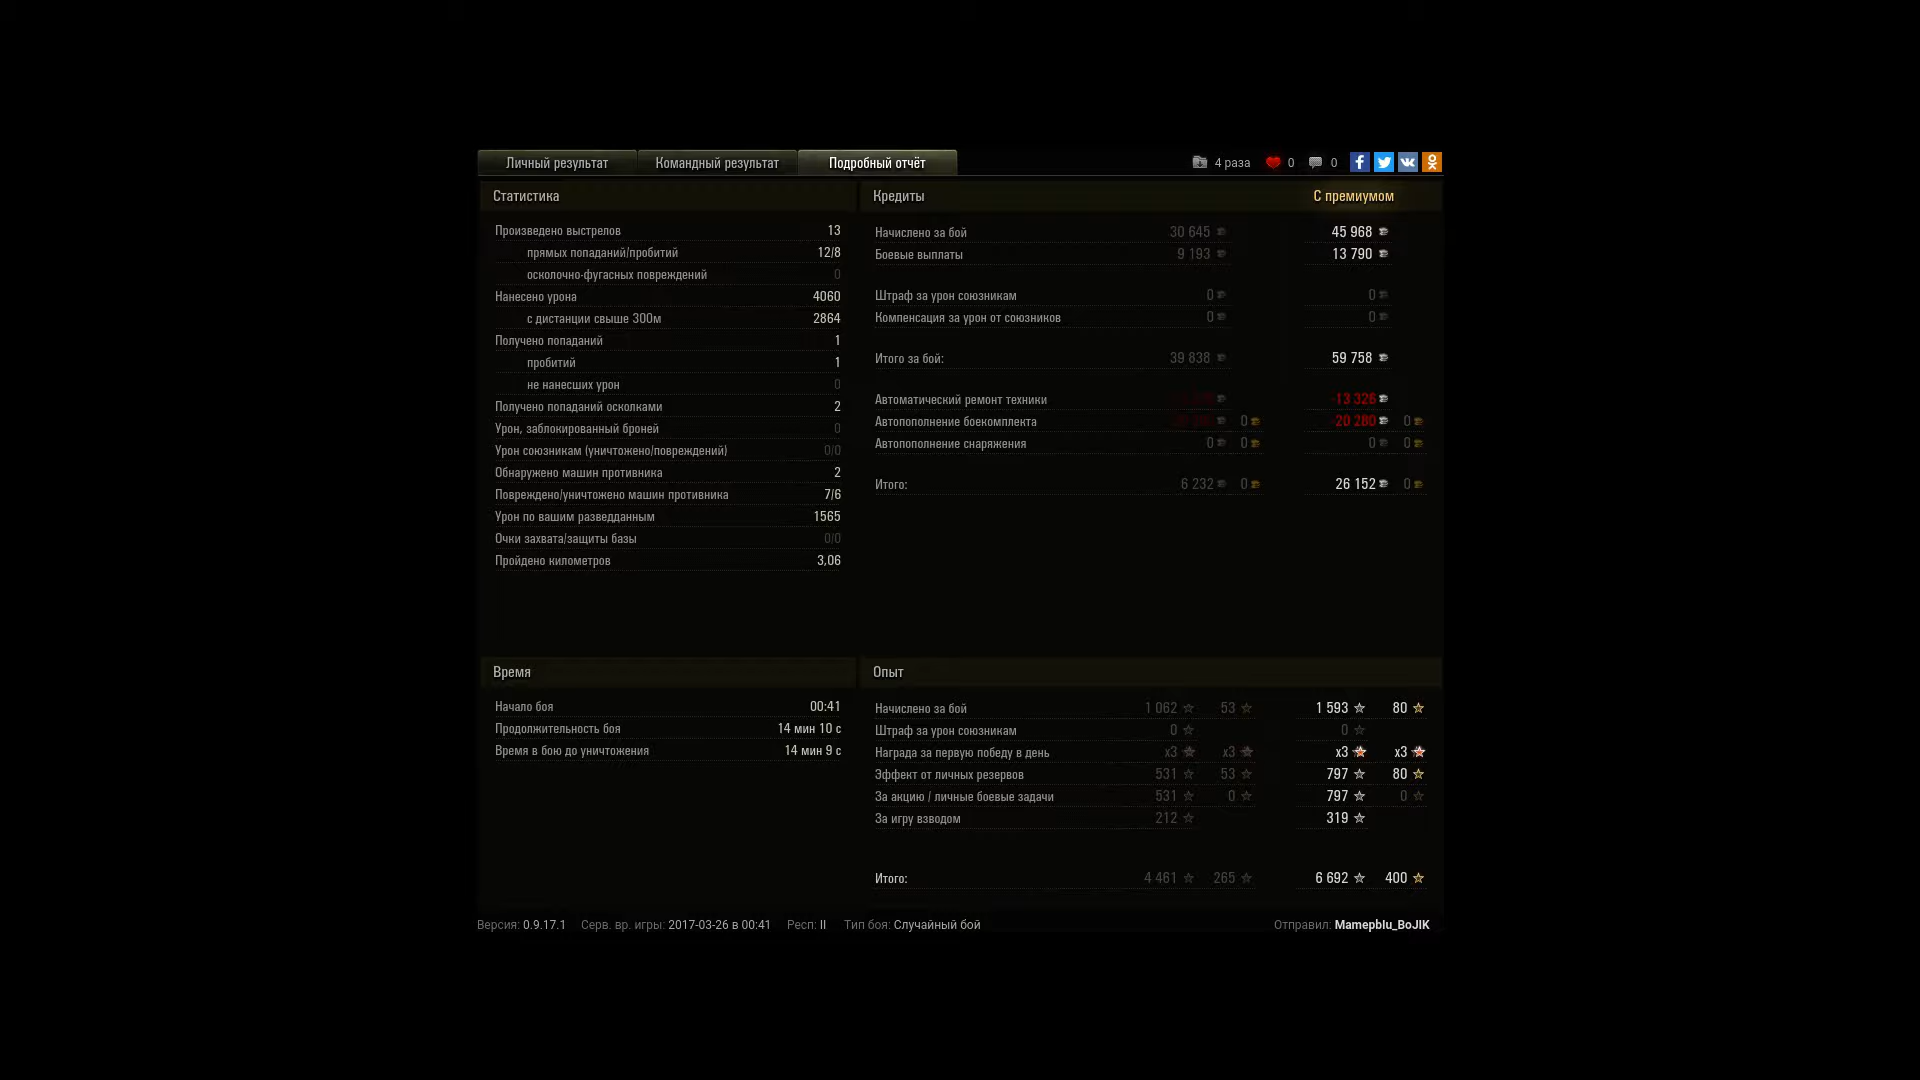 Личный результат Командный результат Подробный отчёт 4 раза 0 0
Статистика
Произведено выстрелов 13
прямых попаданий/пробитий 12/8
осколочно-фугасных повреждений 0
Нанесено урона 4060
с дистанции свыше 300м 2864
Получено попаданий 1
пробитий 1
не нанесших урон 0
Получено попаданий осколками 2
Урон, заблокированный броней 0
Урон союзникам (уничтожено/повреждений) 0/0
Обнаружено машин противника 2
Повреждено/уничтожено машин противника 7/6
Урон по вашим разведданным 1565
Очки захвата/защиты базы 0/0
Пройдено километров 3,06
Кредиты С премиумом
Начислено за бой 30 645 45 968
Боевые выплаты 9 193 13 790
Штраф за урон союзникам 0 0
Компенсация за урон от союзников 0 0
Итого за бой: 39 838 59 758
Автоматический ремонт техники -13 326
Автопополнение боекомплекта 0 -20 280 0
Автопополнение снаряжения 0 0 0 0
Итого: 6 232 0 26 152 0
Время
Начало боя 00:41
Продолжительность боя 14 мин 10 с
Время в бою до уничтожения 14 мин 9 с
Опыт
Начислено за бой 1 062 53 1 593 80
Штраф за урон союзникам 0 0
Награда за первую победу в день x3 x3 x3 x3
Эффект от личных резервов 531 53 797 80
За акцию / личные боевые задачи 531 0 797 0
За игру взводом 212 319
Итого: 4 461 265 6 692 400
Версия: 0.9.17.1 Серв. вр. игры: 2017-03-26 в 00:41 Респ: II Тип боя: Случайный бой Отправил: Mamepblu_BoJIK